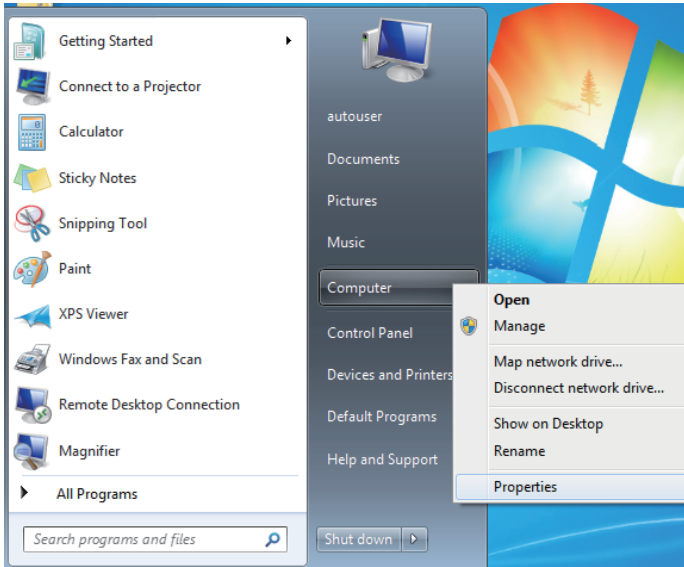 Getting Started
Connect to a Projector
Calculator
Sticky Notes
Snipping Tool
Paint
XPS Viewer
Windows Fax and Scan
Remote Desktop Connection
Magnifier
All Programs
Search programs and files
autouser
Documents
Pictures
Music
Computer
Control Panel
Devices and Printers
Default Programs
Help and Support
Shut down
Open
Manage
Map network drive...
Disconnect network drive...
Show on Desktop
Rename
Properties